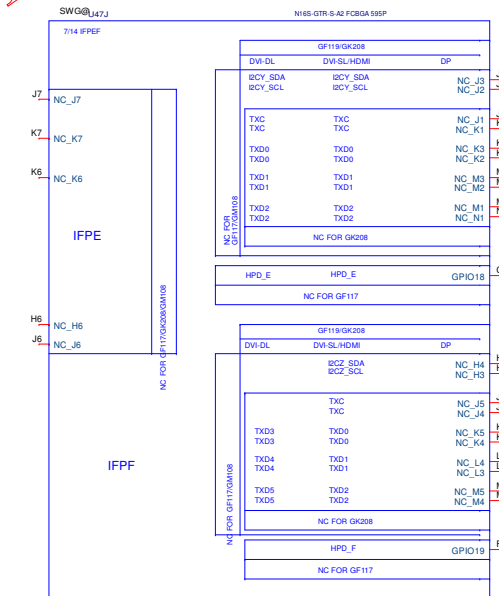 SWG@ U47J N16S-GTR-S-A2 FCBGA 595P
7/14 IFPEF
GF119/GK208
DVI-DL DVI-SL/HDMI DP
I2CY_SDA I2CY_SDA NC_J3
I2CY_SCL I2CY_SCL NC_J2
J7 NC_J7
TXC TXC NC_J1
TXC TXC NC_K1
K7 NC_K7
TXD0 TXD0 NC_K3
TXD0 TXD0 NC_K2
K6 NC_K6
TXD1 TXD1 NC_M3
TXD1 TXD1 NC_M2
TXD2 TXD2 NC_M1
TXD2 TXD2 NC_N1
IFPE
NC FOR GF117/GM108
NC FOR GK208
HPD_E HPD_E GPIO18
NC FOR GF117
NC FOR GF117/GK208/GM108
H6 NC_H6
J6 NC_J6
GF119/GK208
DVI-DL DVI-SL/HDMI DP
I2CZ_SDA NC_H4
I2CZ_SCL NC_H3
TXC NC_J5
TXC NC_J4
TXD3 TXD0 NC_K5
TXD3 TXD0 NC_K4
IFPF
TXD4 TXD1 NC_L4
TXD4 TXD1 NC_L3
TXD5 TXD2 NC_M5
TXD5 TXD2 NC_M4
NC FOR GF117/GM108
NC FOR GK208
HPD_F GPIO19
NC FOR GF117